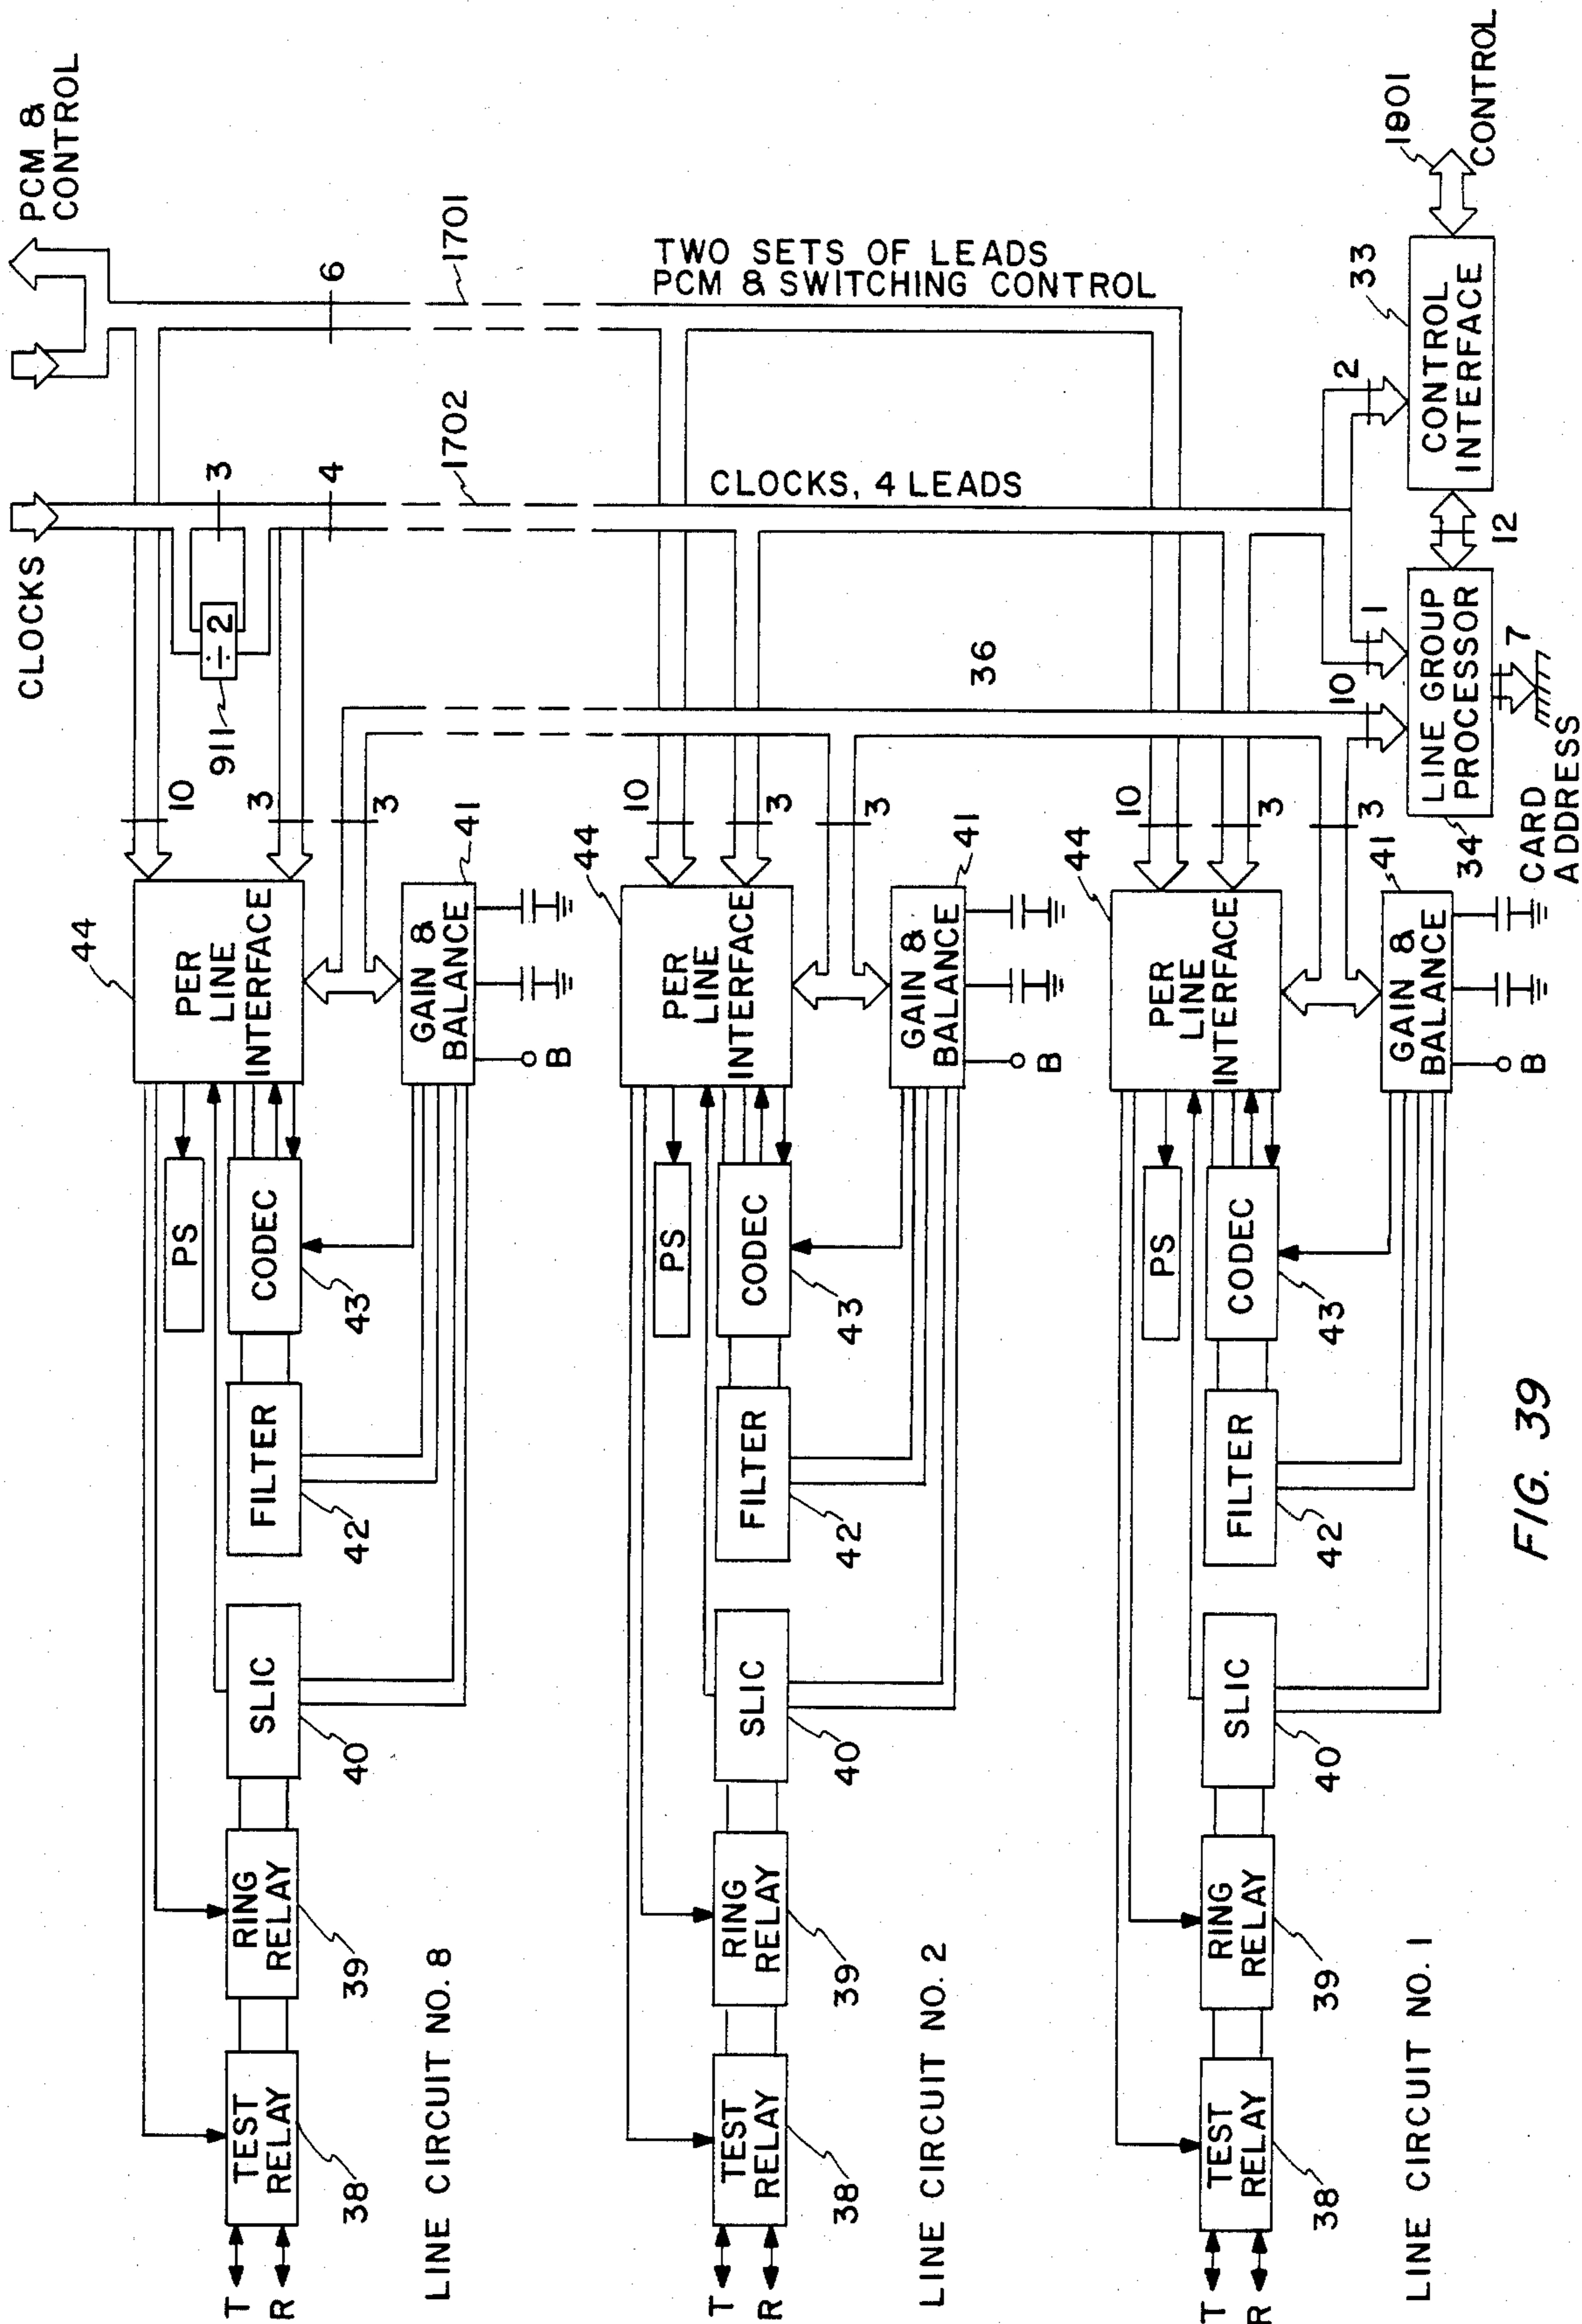 CLOCKS
PCM &
CONTROL
3
911
÷2
4
6
1702
1701
TWO SETS OF LEADS
PCM & SWITCHING CONTROL
CLOCKS, 4 LEADS
36
T
R
TEST
RELAY
38
RING
RELAY
39
SLIC
40
FILTER
42
CODEC
43
PS
PER
LINE
INTERFACE
44
10
3
3
GAIN &
BALANCE
41
B
LINE CIRCUIT NO. 8
T
R
TEST
RELAY
38
RING
RELAY
39
SLIC
40
FILTER
42
CODEC
43
PS
PER
LINE
INTERFACE
44
10
3
3
GAIN &
BALANCE
41
B
LINE CIRCUIT NO. 2
T
R
TEST
RELAY
38
RING
RELAY
39
SLIC
40
FILTER
42
CODEC
43
PS
PER
LINE
INTERFACE
44
10
3
3
GAIN &
BALANCE
41
B
LINE CIRCUIT NO. 1
10
1
2
LINE GROUP
PROCESSOR
34
7
CARD
ADDRESS
12
CONTROL
INTERFACE
33
1901
CONTROL
FIG. 39